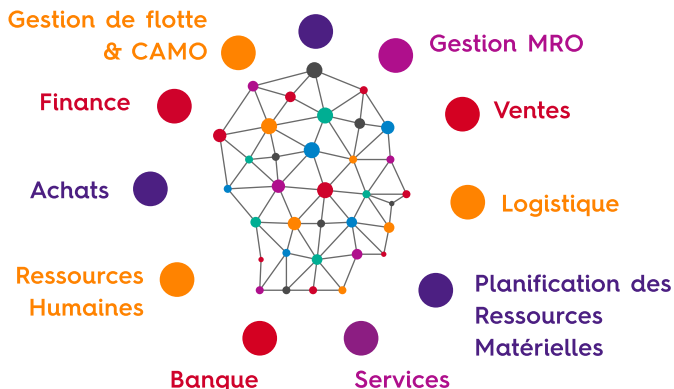 Gestion de flotte
& CAMO
Gestion MRO
Finance
Ventes
Achats
Logistique
Ressources
Humaines
Planification des
Ressources
Matérielles
Banque
Services